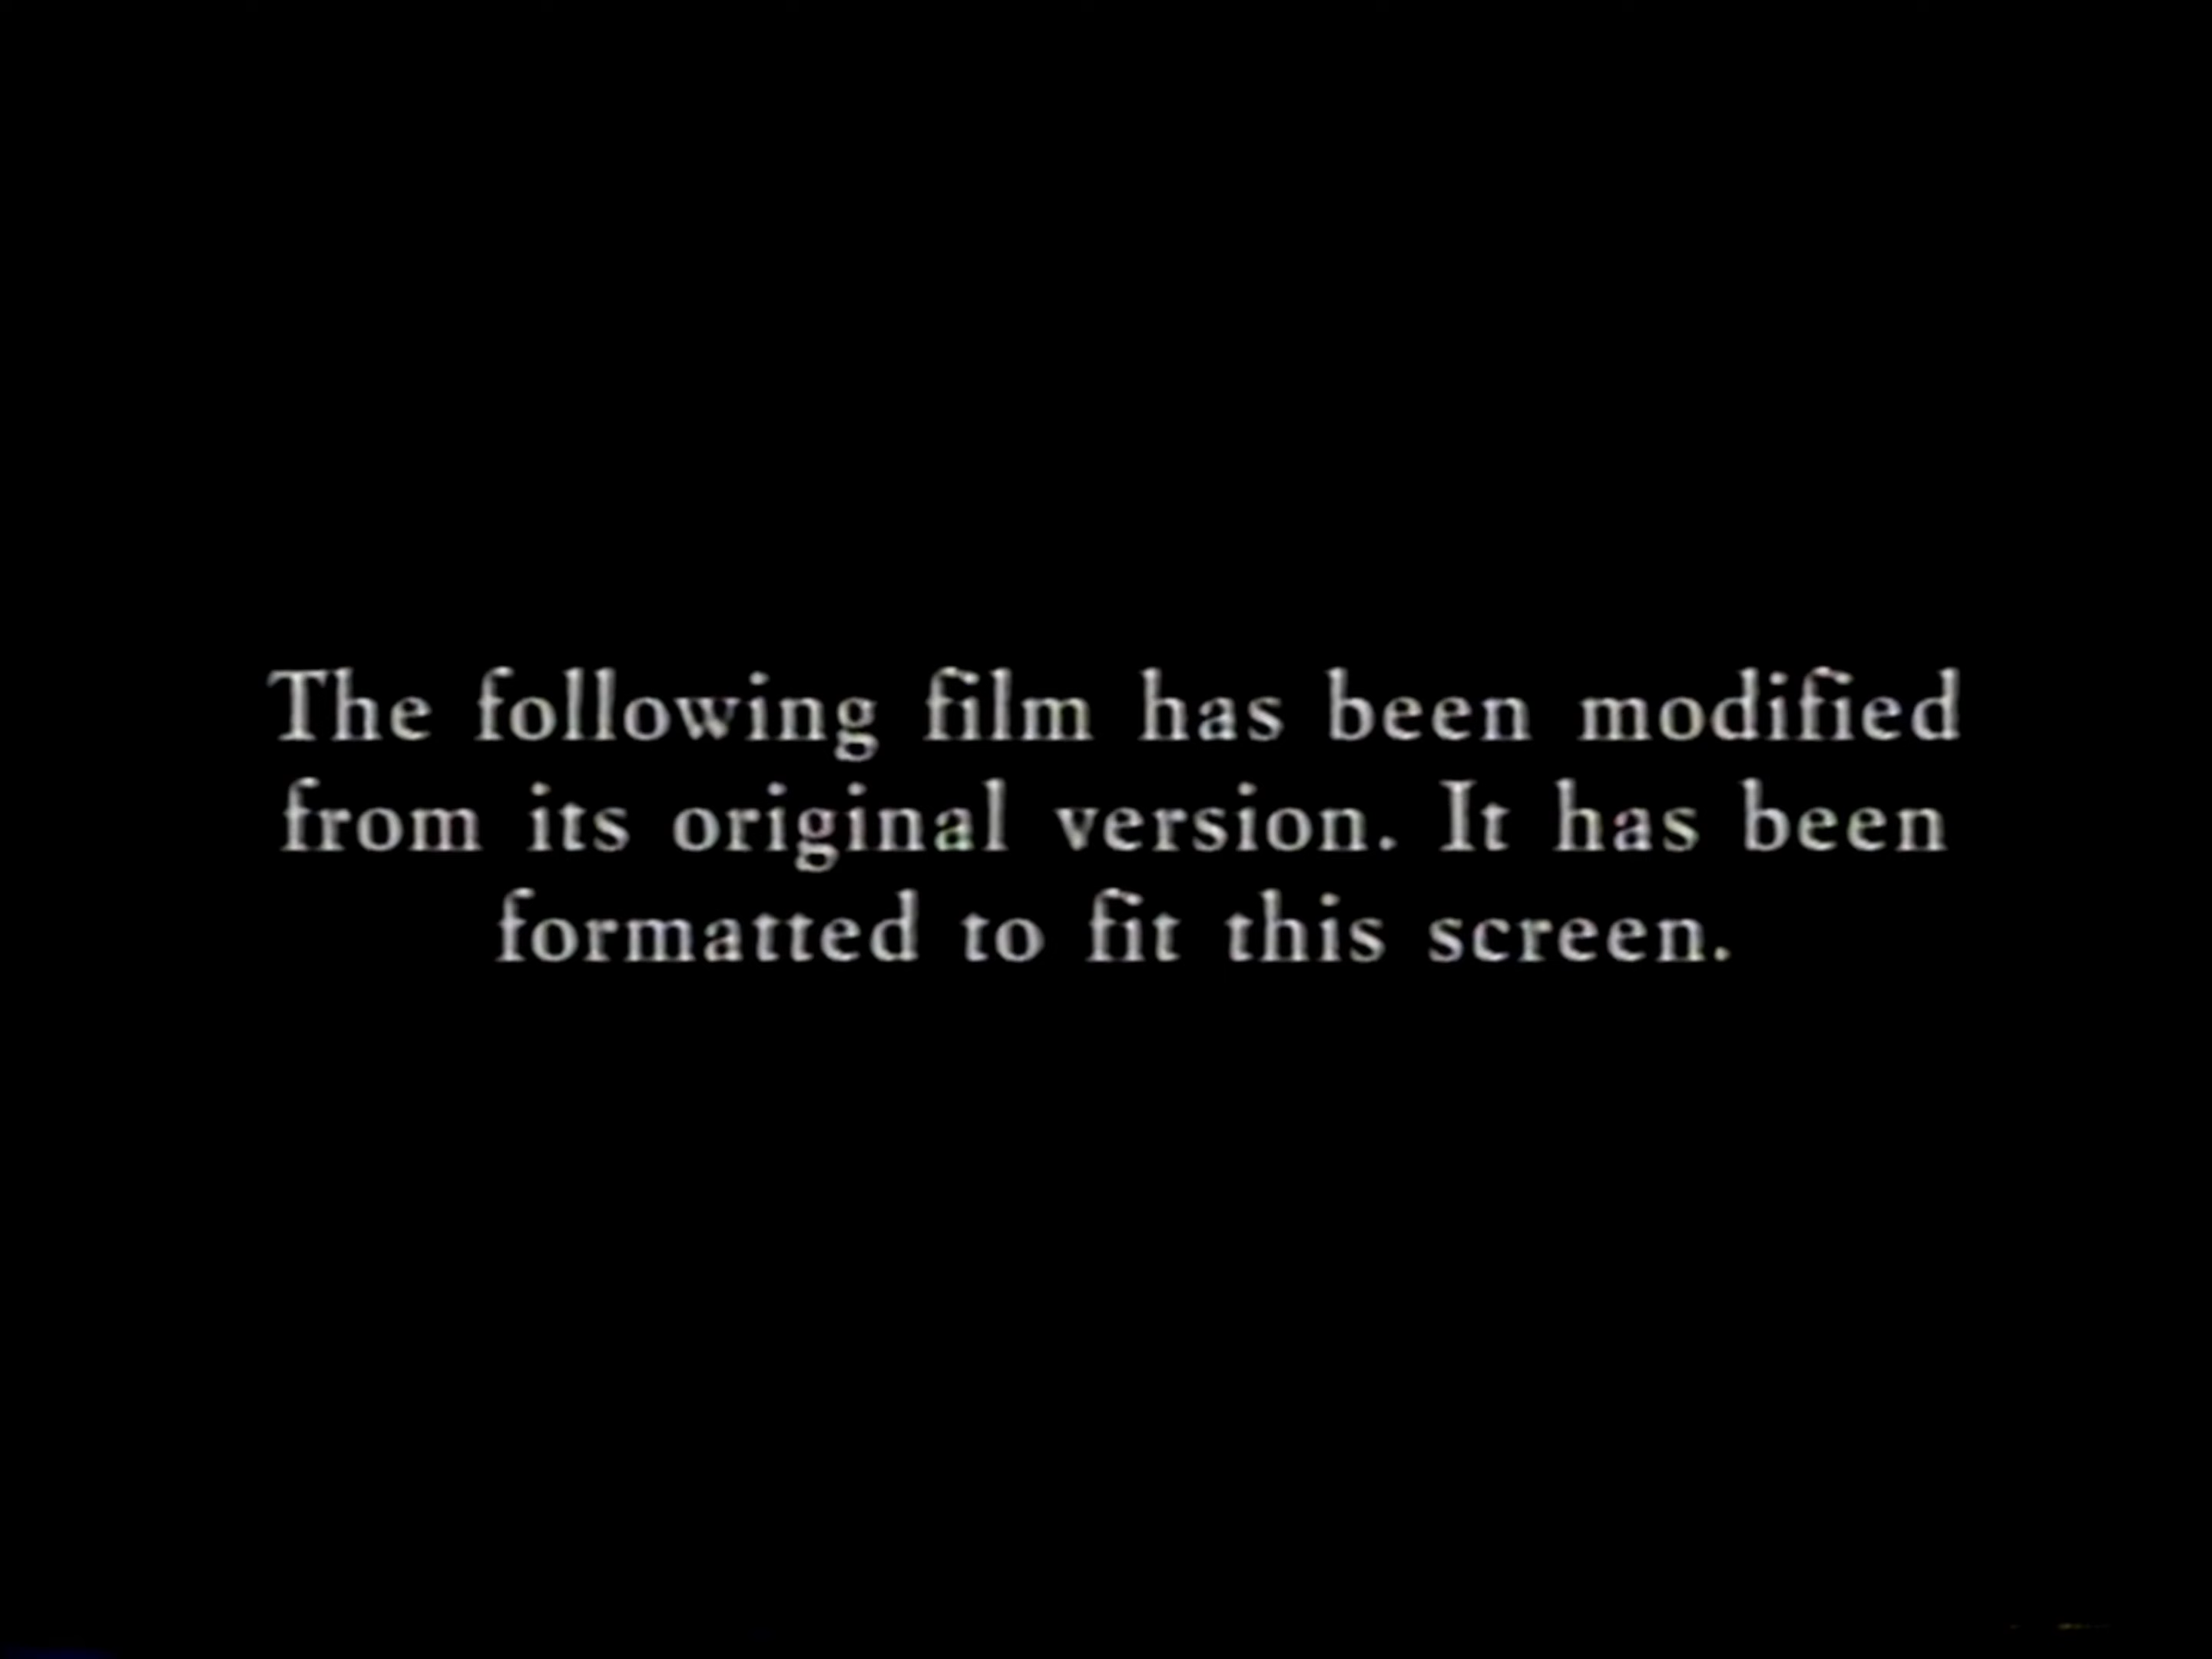 The following film has been modified
from its original version. It has been
formatted to fit this screen.